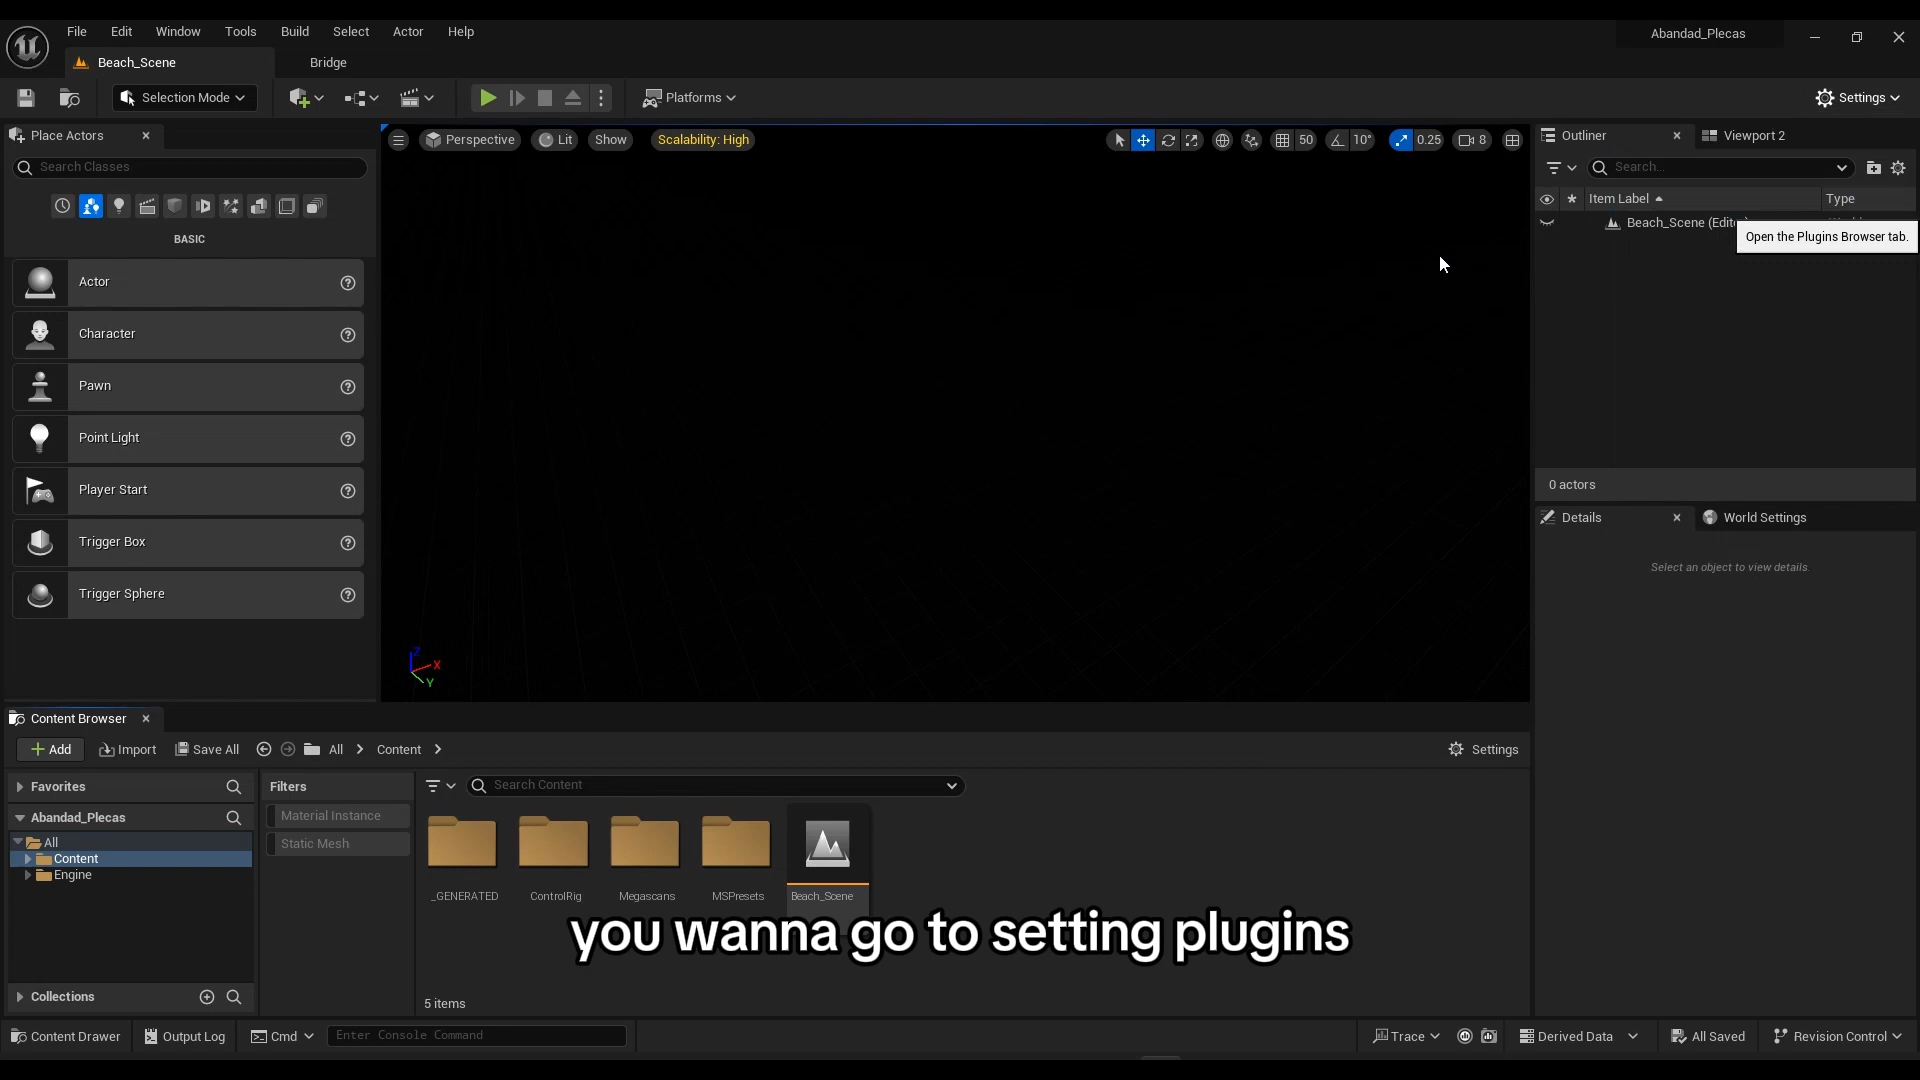 File Edit Window Tools Build Select Actor Help
Abandad_Plecas
Beach_Scene
Bridge
Selection Mode
Platforms
Settings
Place Actors
Search Classes
BASIC
Actor
Character
Pawn
Point Light
Player Start
Trigger Box
Trigger Sphere
Perspective Lit Show Scalability: High
50 10° 0.25 8
Z
X
Y
Outliner
Viewport 2
Search...
Item Label
Type
Beach_Scene (Edit
Open the Plugins Browser tab.
0 actors
Details
World Settings
Select an object to view details.
Content Browser
Add Import Save All All Content
Settings
Favorites
Abandad_Plecas
All
Content
Engine
Collections
Filters
Material Instance
Static Mesh
Search Content
_GENERATED
ControlRig
Megascans
MSPresets
Beach_Scene
you wanna go to setting plugins
5 items
Content Drawer Output Log Cmd Enter Console Command
Trace Derived Data All Saved Revision Control